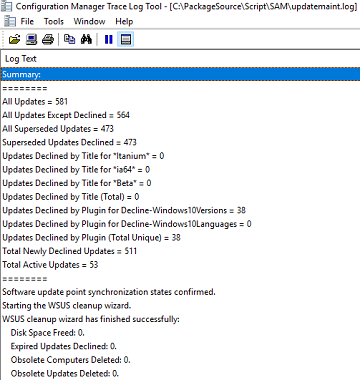 Configuration Manager Trace Log Tool - [C:\PackageSource\Script\SAM\updatemaint.log]
File Tools Window Help
Log Text
Summary:
========
All Updates = 581
All Updates Except Declined = 564
All Superseded Updates = 473
Superseded Updates Declined = 473
Updates Declined by Title for *Itanium* = 0
Updates Declined by Title for *ia64* = 0
Updates Declined by Title for *Beta* = 0
Updates Declined by Title (Total) = 0
Updates Declined by Plugin for Decline-Windows10Versions = 38
Updates Declined by Plugin for Decline-Windows10Languages = 0
Updates Declined by Plugin (Total Unique) = 38
Total Newly Declined Updates = 511
Total Active Updates = 53
========
Software update point synchronization states confirmed.
Starting the WSUS cleanup wizard.
WSUS cleanup wizard has finished successfully:
Disk Space Freed: 0.
Expired Updates Declined: 0.
Obsolete Computers Deleted: 0.
Obsolete Updates Deleted: 0.